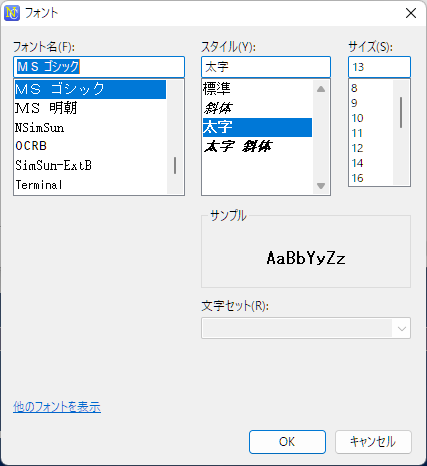 フォント
フォント名(F):
ＭＳ ゴシック
ＭＳ ゴシック
ＭＳ 明朝
NSimSun
OCRB
SimSun-ExtB
Terminal
スタイル(Y):
太字
標準
斜体
太字
太字 斜体
サイズ(S):
13
8
9
10
11
12
14
16
サンプル
AaBbYyZz
文字セット(R):
他のフォントを表示
OK
キャンセル